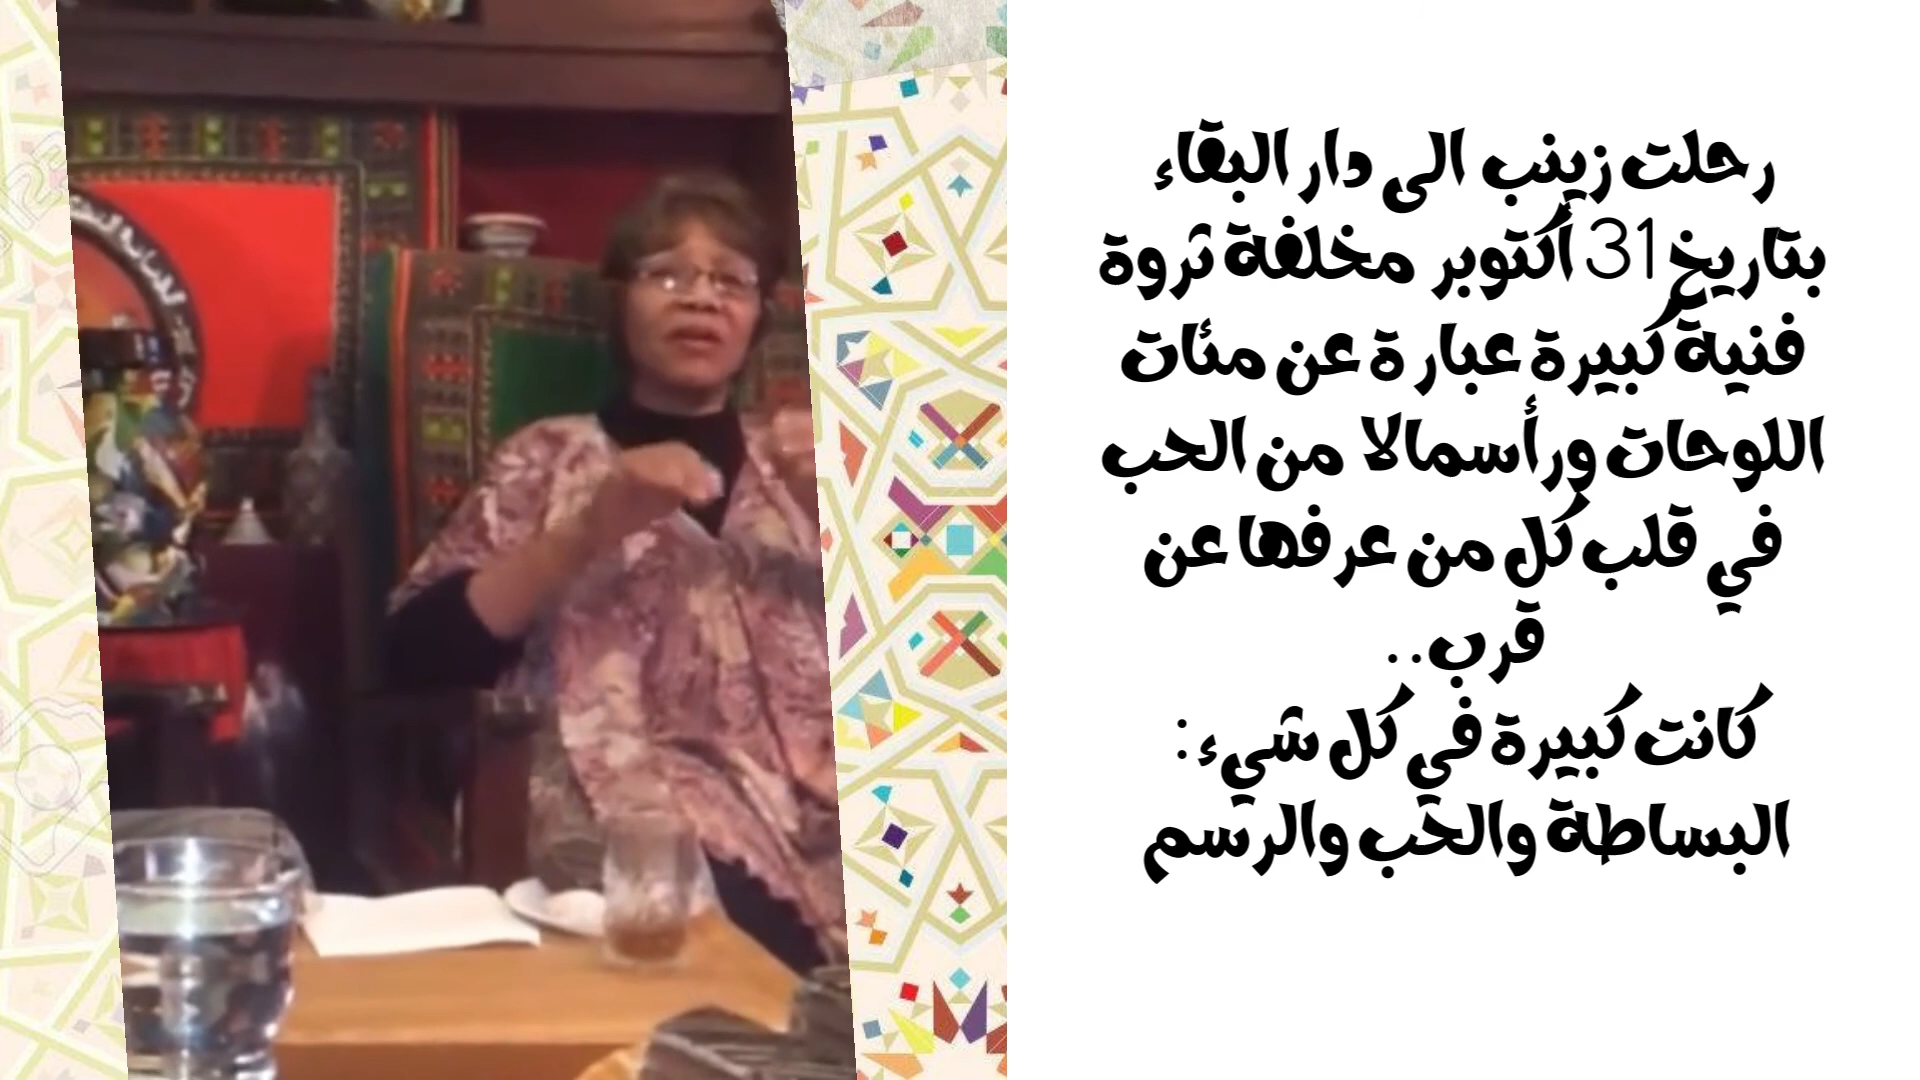 رحلت زينب الى دار البقاء
بتاريخ 31 أكتوبر مخلفة ثروة
فنية كبيرة عبارة عن مئات
اللوحات ورأسمالا من الحب
في قلب كل من عرفها عن
قرب..
كانت كبيرة في كل شيء:
البساطة والحب والرسم